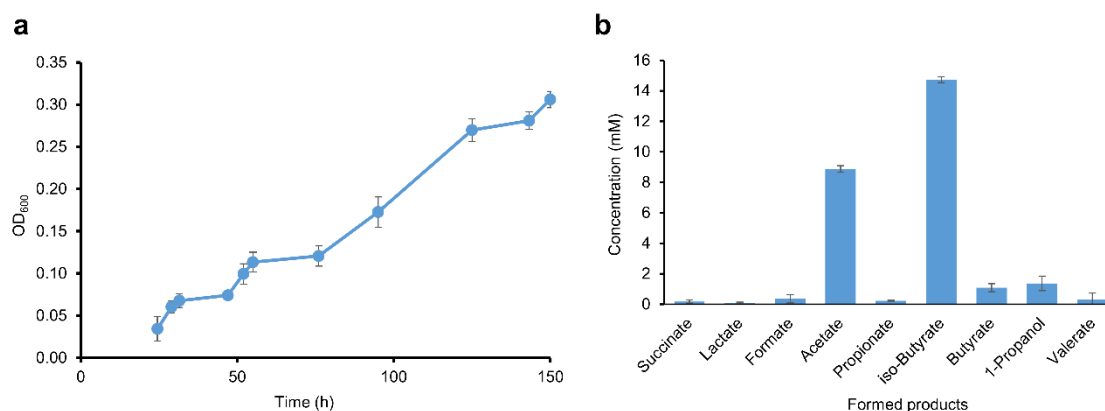 a
0.35
0.30
0.25
0.20
0.15
0.10
0.05
0.00
OD600
0
50
100
150
Time (h)
b
16
14
12
10
8
6
4
2
0
Concentration (mM)
Succinate
Lactate
Formate
Acetate
Propionate
iso-Butyrate
Butyrate
1-Propanol
Valerate
Formed products